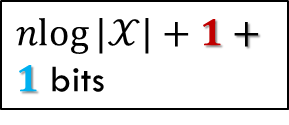 𝑛log|𝒳| + 1 +
1 bits